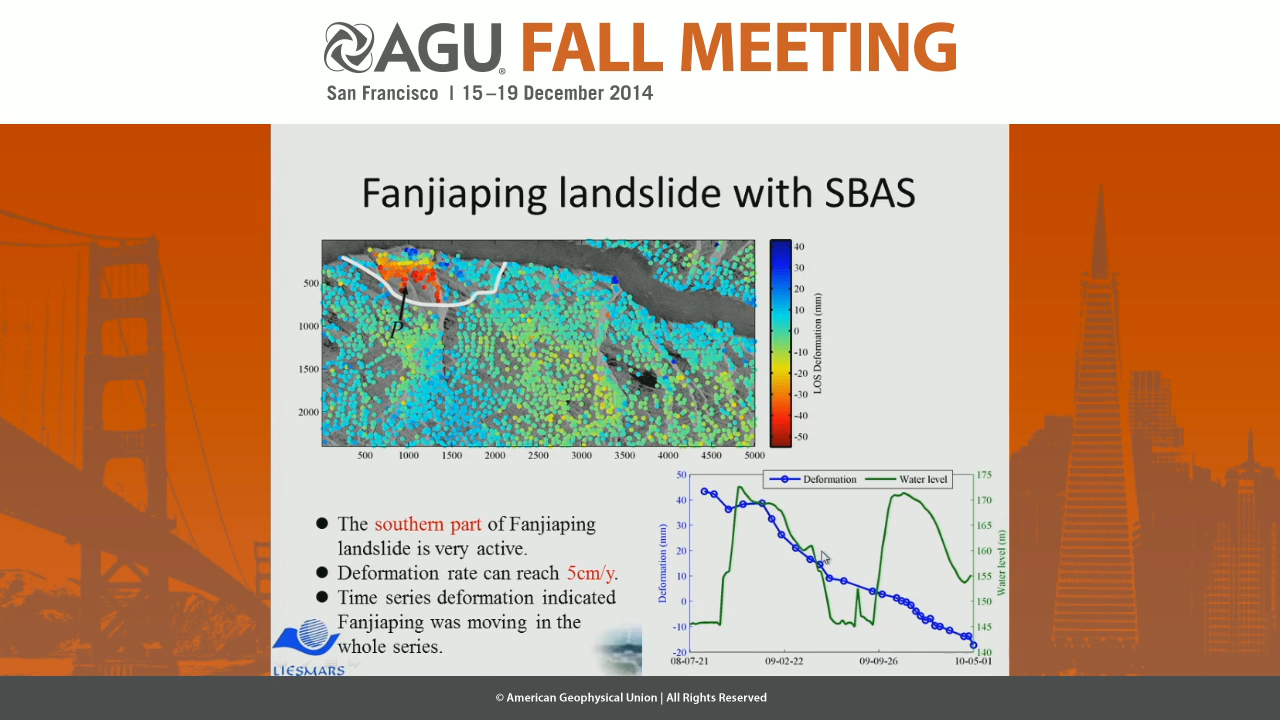 AGU® FALL MEETING
San Francisco | 15–19 December 2014
Fanjiaping landslide with SBAS
P
500
1000
1500
2000
500 1000 1500 2000 2500 3000 3500 4000 4500 5000
40
30
20
10
0
-10
-20
-30
-40
-50
LOS Deformation (mm)
● The southern part of Fanjiaping
landslide is very active.
● Deformation rate can reach 5cm/y.
● Time series deformation indicated
Fanjiaping was moving in the
whole series.
LIESMARS
Deformation Water level
50
40
30
20
10
0
-10
-20
Deformation (mm)
175
170
165
160
155
150
145
140
Water level (m)
08-07-21 09-02-22 09-09-26 10-05-01
© American Geophysical Union | All Rights Reserved